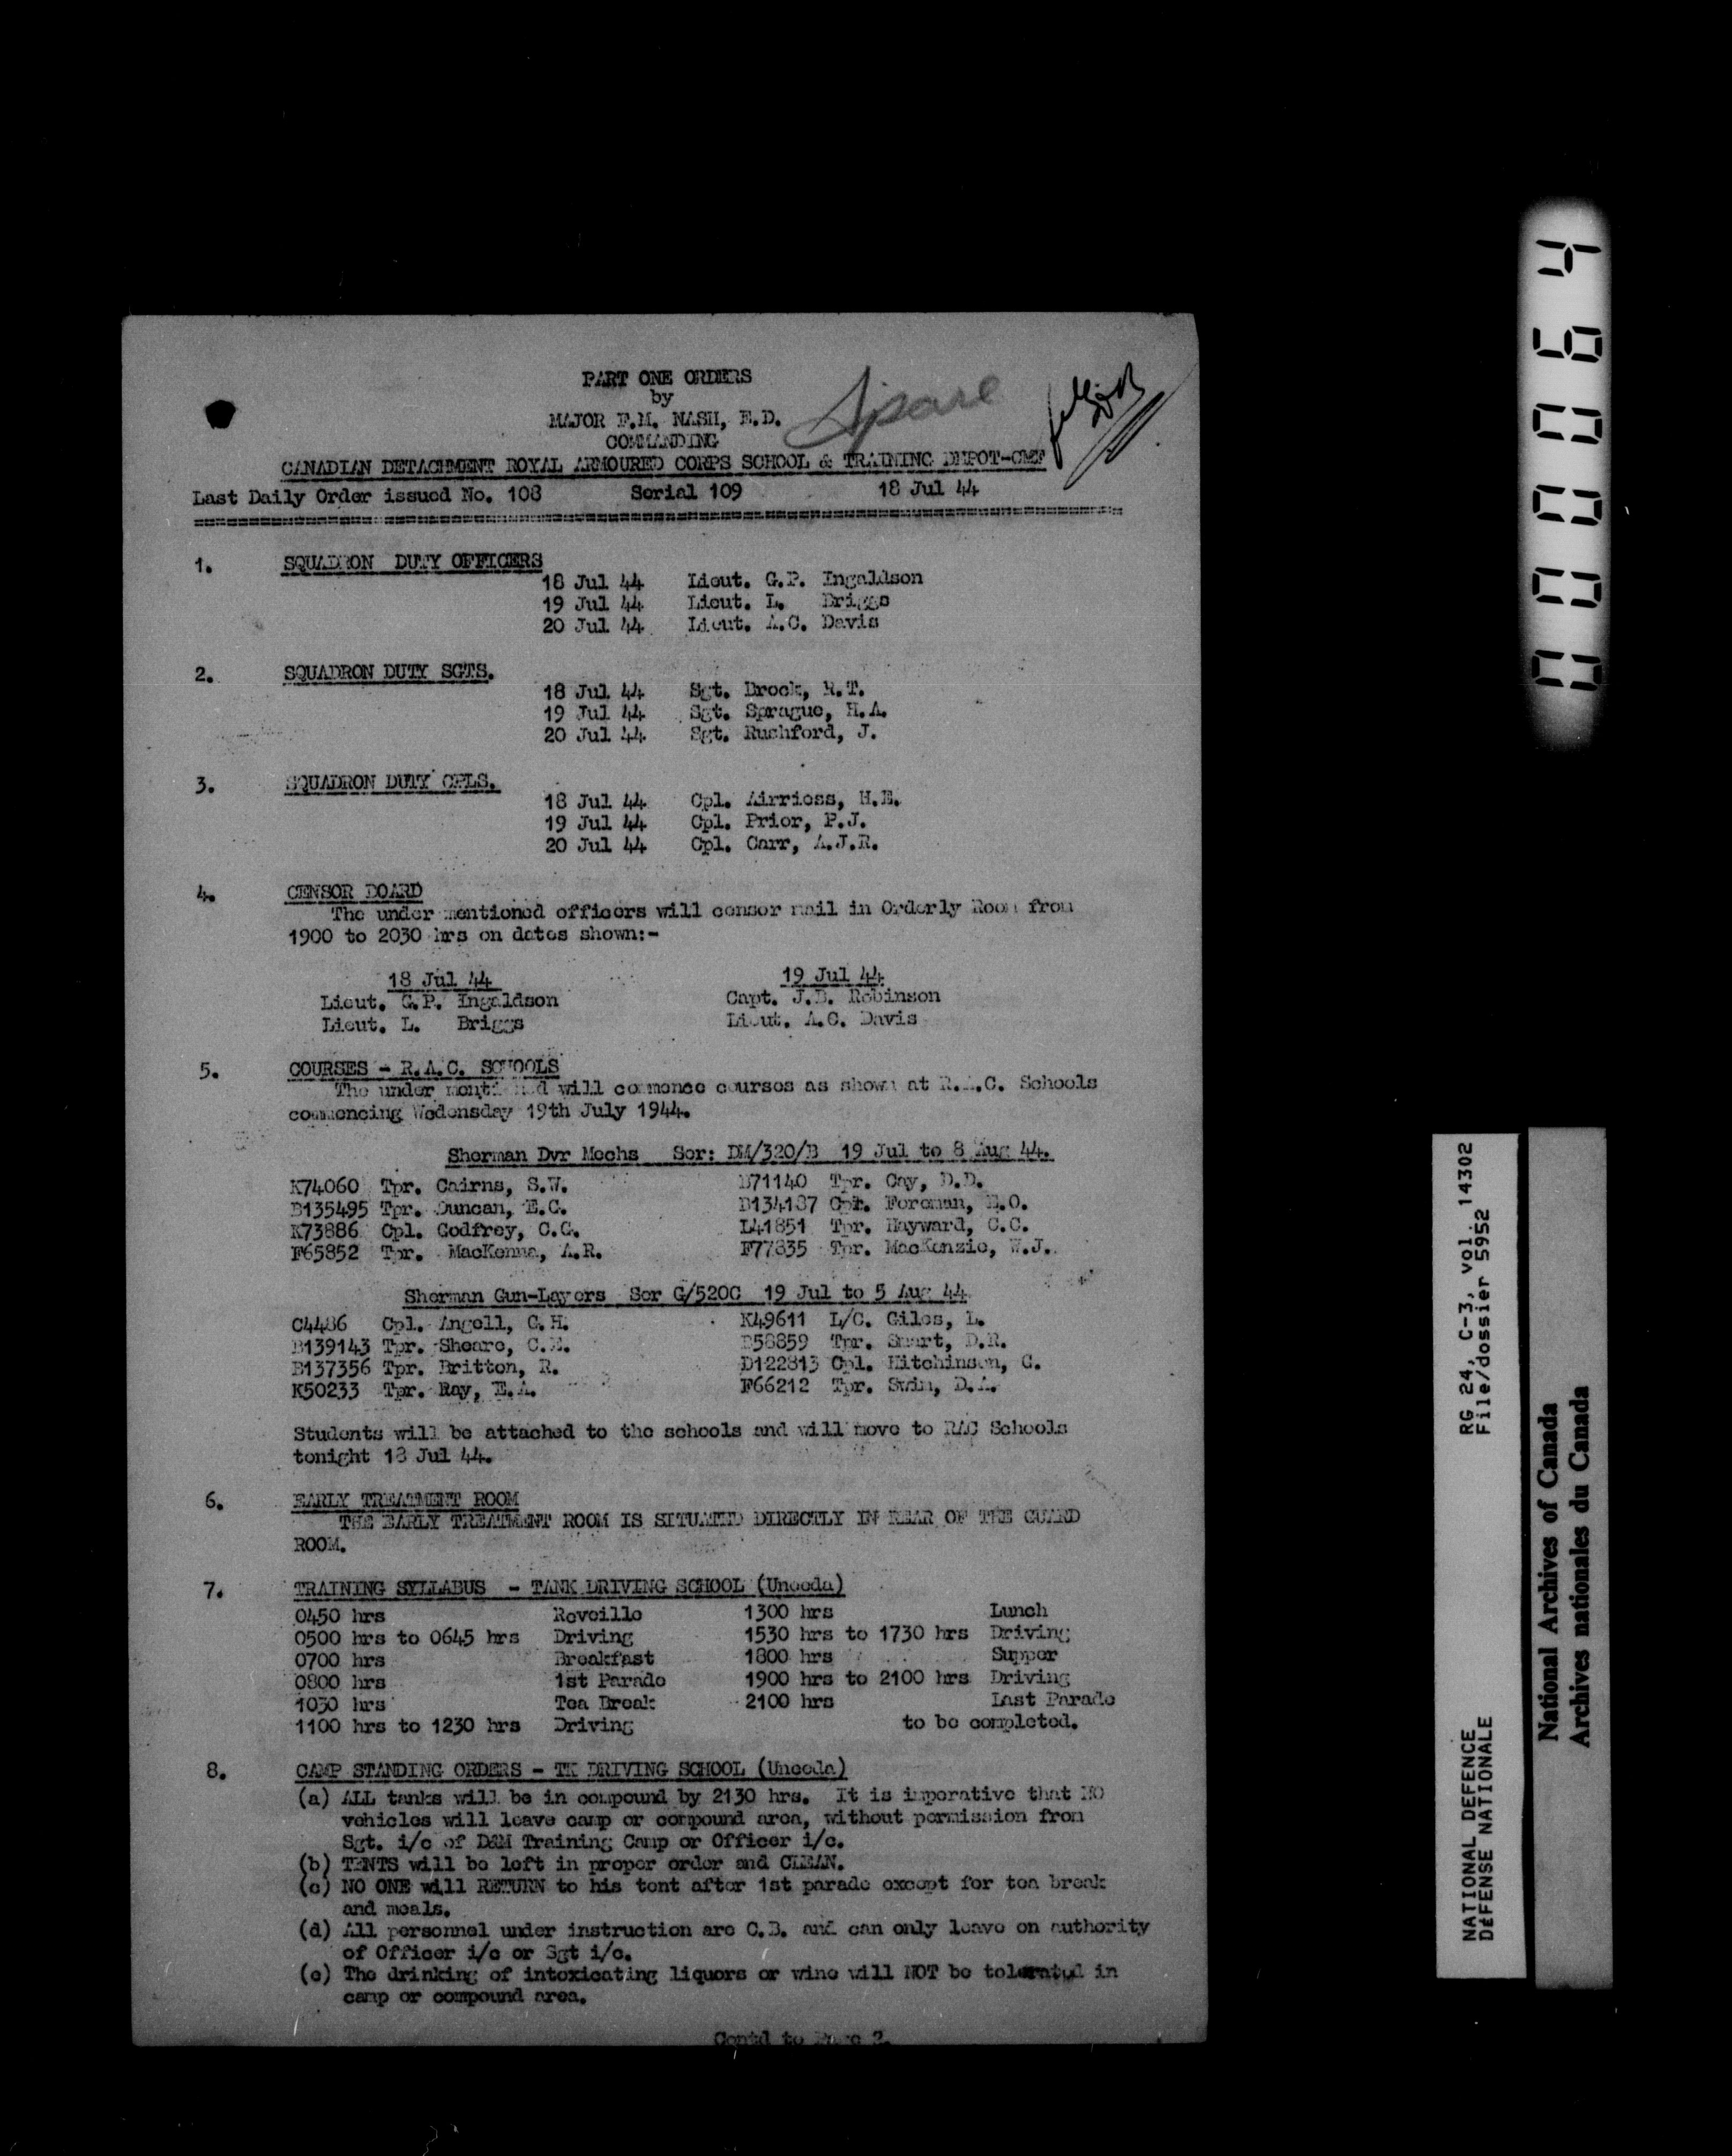 PART ONE ORDERS
by
MAJOR F.M. NASH, E.D.
COMMANDING
CANADIAN DETACHMENT ROYAL ARMOURED CORPS SCHOOL & TRAINING DEPOT-CMF
Spare
Last Daily Order issued No. 108 Serial 109 18 Jul 44
1. SQUADRON DUTY OFFICERS
18 Jul 44 Lieut. G.P. Ingaldson
19 Jul 44 Lieut. L. Briggs
20 Jul 44 Lieut. A.C. Davis
2. SQUADRON DUTY SGTS.
18 Jul 44 Sgt. Brock, R.T.
19 Jul 44 Sgt. Sprague, H.A.
20 Jul 44 Sgt. Rushford, J.
3. SQUADRON DUTY CPLS.
18 Jul 44 Cpl. Airriess, H.E.
19 Jul 44 Cpl. Prior, P.J.
20 Jul 44 Cpl. Carr, A.J.R.
4. CENSOR BOARD
The under mentioned officers will censor mail in Orderly Room from
1900 to 2030 hrs on dates shown:-
18 Jul 44 19 Jul 44
Lieut. G.P. Ingaldson Capt. J.B. Robinson
Lieut. L. Briggs Lieut. A.C. Davis
5. COURSES - R.A.C. SCHOOLS
The under mentioned will commence courses as shown at R.A.C. Schools
commencing Wedensday 19th July 1944.
Sherman Dvr Mechs Ser: DM/320/B 19 Jul to 8 Aug 44.
K74060 Tpr. Cairns, S.W. B71140 Tpr. Coy, D.D.
B135495 Tpr. Duncan, E.C. B134187 Cpl. Foreman, E.O.
K73886 Cpl. Godfrey, C.G. L41851 Tpr. Hayward, C.C.
F65852 Tpr. MacKenna, A.R. F77835 Tpr. MacKenzie, W.J.
Sherman Gun-Layers Ser G/520C 19 Jul to 5 Aug 44
C4486 Cpl. Angell, G.H. K49611 L/C. Giles, L.
B139143 Tpr. Sheare, C.E. B58859 Tpr. Smart, D.R.
B137356 Tpr. Britton, R. D122813 Cpl. Hitchinson, G.
K50233 Tpr. Ray, E.A. F66212 Tpr. Swim, D.A.
Students will be attached to the schools and will move to RAC Schools
tonight 18 Jul 44.
6. EARLY TREATMENT ROOM
THE EARLY TREATMENT ROOM IS SITUATED DIRECTLY IN REAR OF THE GUARD
ROOM.
7. TRAINING SYLLABUS - TANK DRIVING SCHOOL (Uneeda)
0450 hrs Reveille 1300 hrs Lunch
0500 hrs to 0645 hrs Driving 1530 hrs to 1730 hrs Driving
0700 hrs Breakfast 1800 hrs Supper
0800 hrs 1st Parade 1900 hrs to 2100 hrs Driving
1030 hrs Tea Break 2100 hrs Last Parade
1100 hrs to 1230 hrs Driving to be completed.
8. CAMP STANDING ORDERS - TK DRIVING SCHOOL (Uneeda)
(a) ALL tanks will be in compound by 2130 hrs. It is imperative that NO
vehicles will leave camp or compound area, without permission from
Sgt. i/c of D&M Training Camp or Officer i/c.
(b) TENTS will be left in proper order and CLEAN.
(c) NO ONE will RETURN to his tent after 1st parade except for tea break
and meals.
(d) All personnel under instruction are C.B. and can only leave on authority
of Officer i/c or Sgt i/c.
(e) The drinking of intoxicating liquors or wine will NOT be tolerated in
camp or compound area.
Contd to Page 2.
000064
NATIONAL DEFENCE RG 24, C-3, vol. 14302
DÉFENSE NATIONALE File/dossier 5952
National Archives of Canada
Archives nationales du Canada